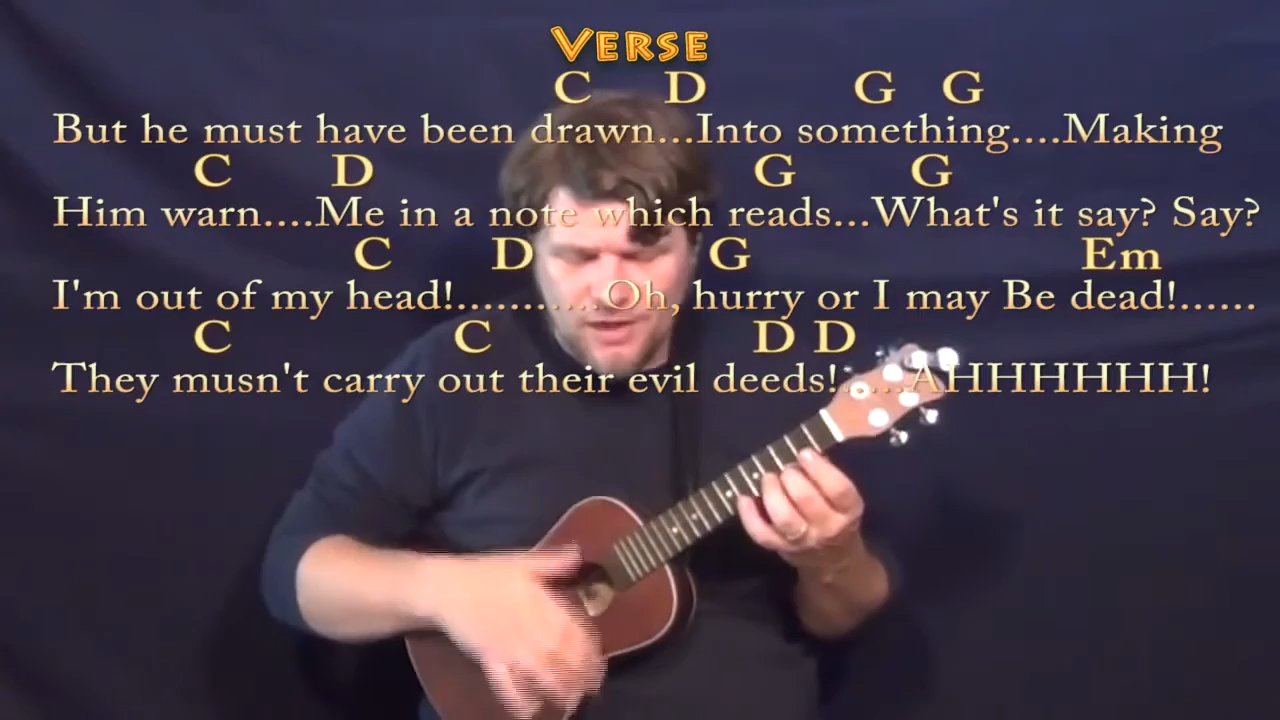 VERSE
C D G G
But he must have been drawn...Into something....Making
C D G G
Him warn....Me in a note which reads...What's it say? Say?
C D G Em
I'm out of my head!...........Oh, hurry or I may Be dead!......
C C D D
They musn't carry out their evil deeds!.....AHHHHHH!